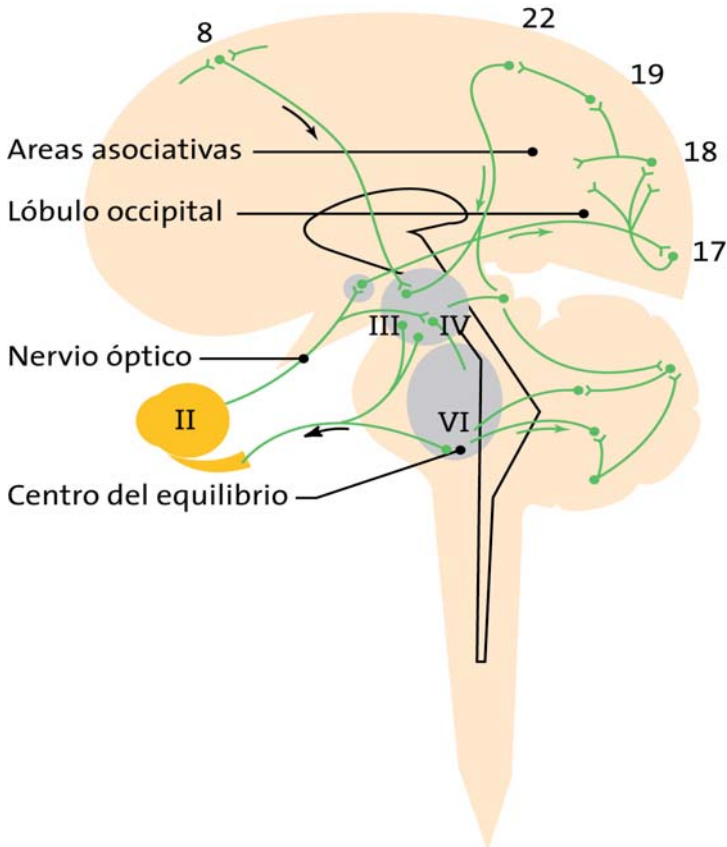 8
22
19
Areas asociativas
18
Lóbulo occipital
17
III
IV
Nervio óptico
II
VI
Centro del equilibrio